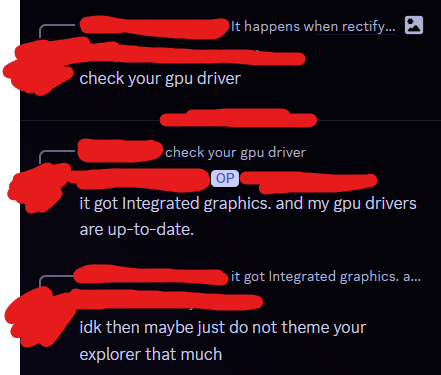 It happens when rectify...
check your gpu driver
check your gpu driver
OP
it got Integrated graphics. and my gpu drivers
are up-to-date.
it got Integrated graphics. a...
idk then maybe just do not theme your
explorer that much